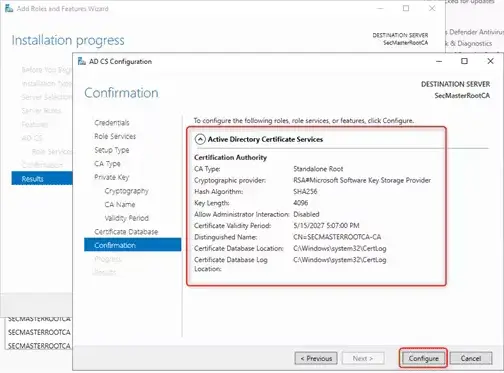 Add Roles and Features Wizard
Installation progress
DESTINATION SERVER
SecMasterRootCA
Before You Begin
Installation Type
Server Selection
Server Roles
Features
AD CS
Role Services
Confirmation
Results
AD CS Configuration
Confirmation
DESTINATION SERVER
SecMasterRootCA
Credentials
Role Services
Setup Type
CA Type
Private Key
Cryptography
CA Name
Validity Period
Certificate Database
Confirmation
Progress
Results
To configure the following roles, role services, or features, click Configure.
Active Directory Certificate Services
Certification Authority
CA Type: Standalone Root
Cryptographic provider: RSA#Microsoft Software Key Storage Provider
Hash Algorithm: SHA256
Key Length: 4096
Allow Administrator Interaction: Disabled
Certificate Validity Period: 5/15/2027 5:07:00 PM
Distinguished Name: CN=SECMASTERROOTCA-CA
Certificate Database Location: C:\Windows\system32\CertLog
Certificate Database Log Location: C:\Windows\system32\CertLog
< Previous
Next >
Configure
Cancel
for updates
Defender Antivirus
& Diagnostics
SECMASTERROOTCA
SECMASTERROOTCA